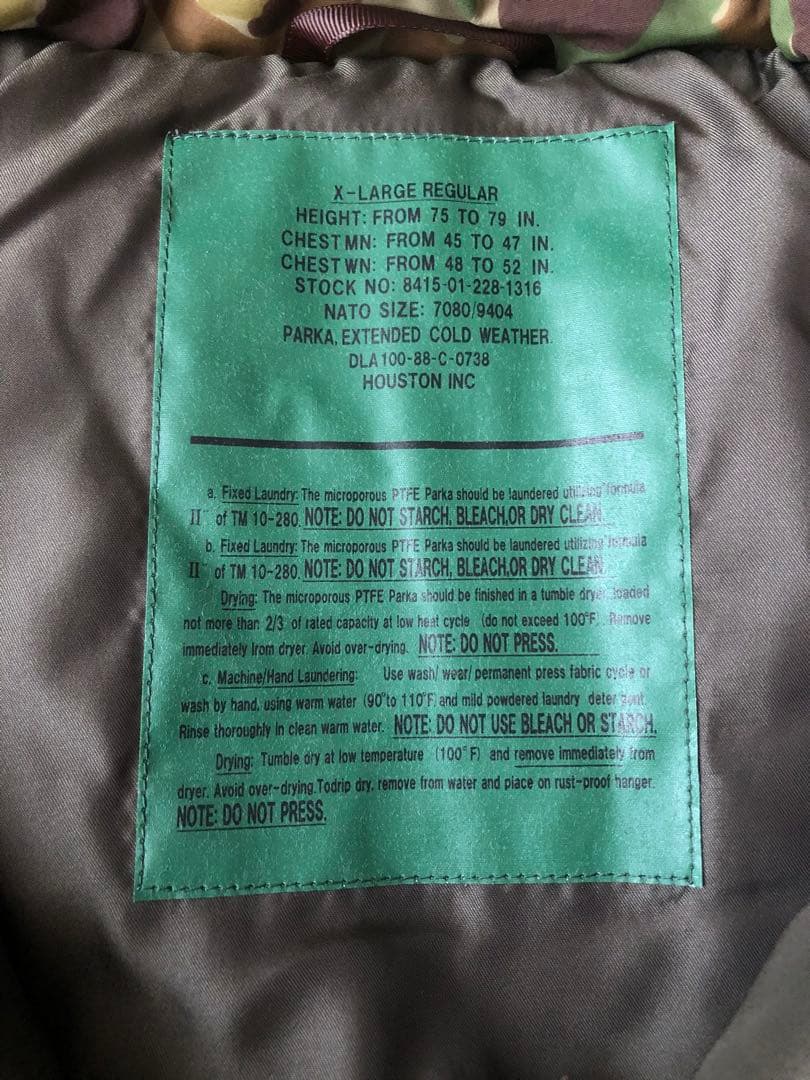 X-LARGE REGULAR
HEIGHT: FROM 75 TO 79 IN.
CHEST MN: FROM 45 TO 47 IN.
CHEST WN: FROM 48 TO 52 IN.
STOCK NO: 8415-01-228-1316
NATO SIZE: 7080/9404
PARKA, EXTENDED COLD WEATHER.
DLA100-88-C-0738
HOUSTON INC
a. Fixed Laundry: The microporous PTFE Parka should be laundered utilizing formula
II¨ of TM 10-280. NOTE: DO NOT STARCH, BLEACH,OR DRY CLEAN.
b. Fixed Laundry: The microporous PTFE Parka should be laundered utilizing formula
II¨ of TM 10-280. NOTE: DO NOT STARCH, BLEACH,OR DRY CLEAN.
Drying: The microporous PTFE Parka should be finished in a tumble dryer loaded
not more than 2/3 of rated capacity at low heat cycle (do not exceed 100°F). Remove
immediately Irom dryer. Avoid over-drying. NOTE: DO NOT PRESS.
c. Machine/Hand Laundering: Use wash/ wear/ permanent press fabric cycle or
wash by hand, using warm water (90°to 110°F) and mild powdered laundry detergent.
Rinse thoroughly in clean warm water. NOTE: DO NOT USE BLEACH OR STARCH.
Drying: Tumble dry at low temperature (100°F) and remove immediately from
dryer. Avoid over-drying.Todrip dry, remove from water and place on rust-proof hanger.
NOTE: DO NOT PRESS.